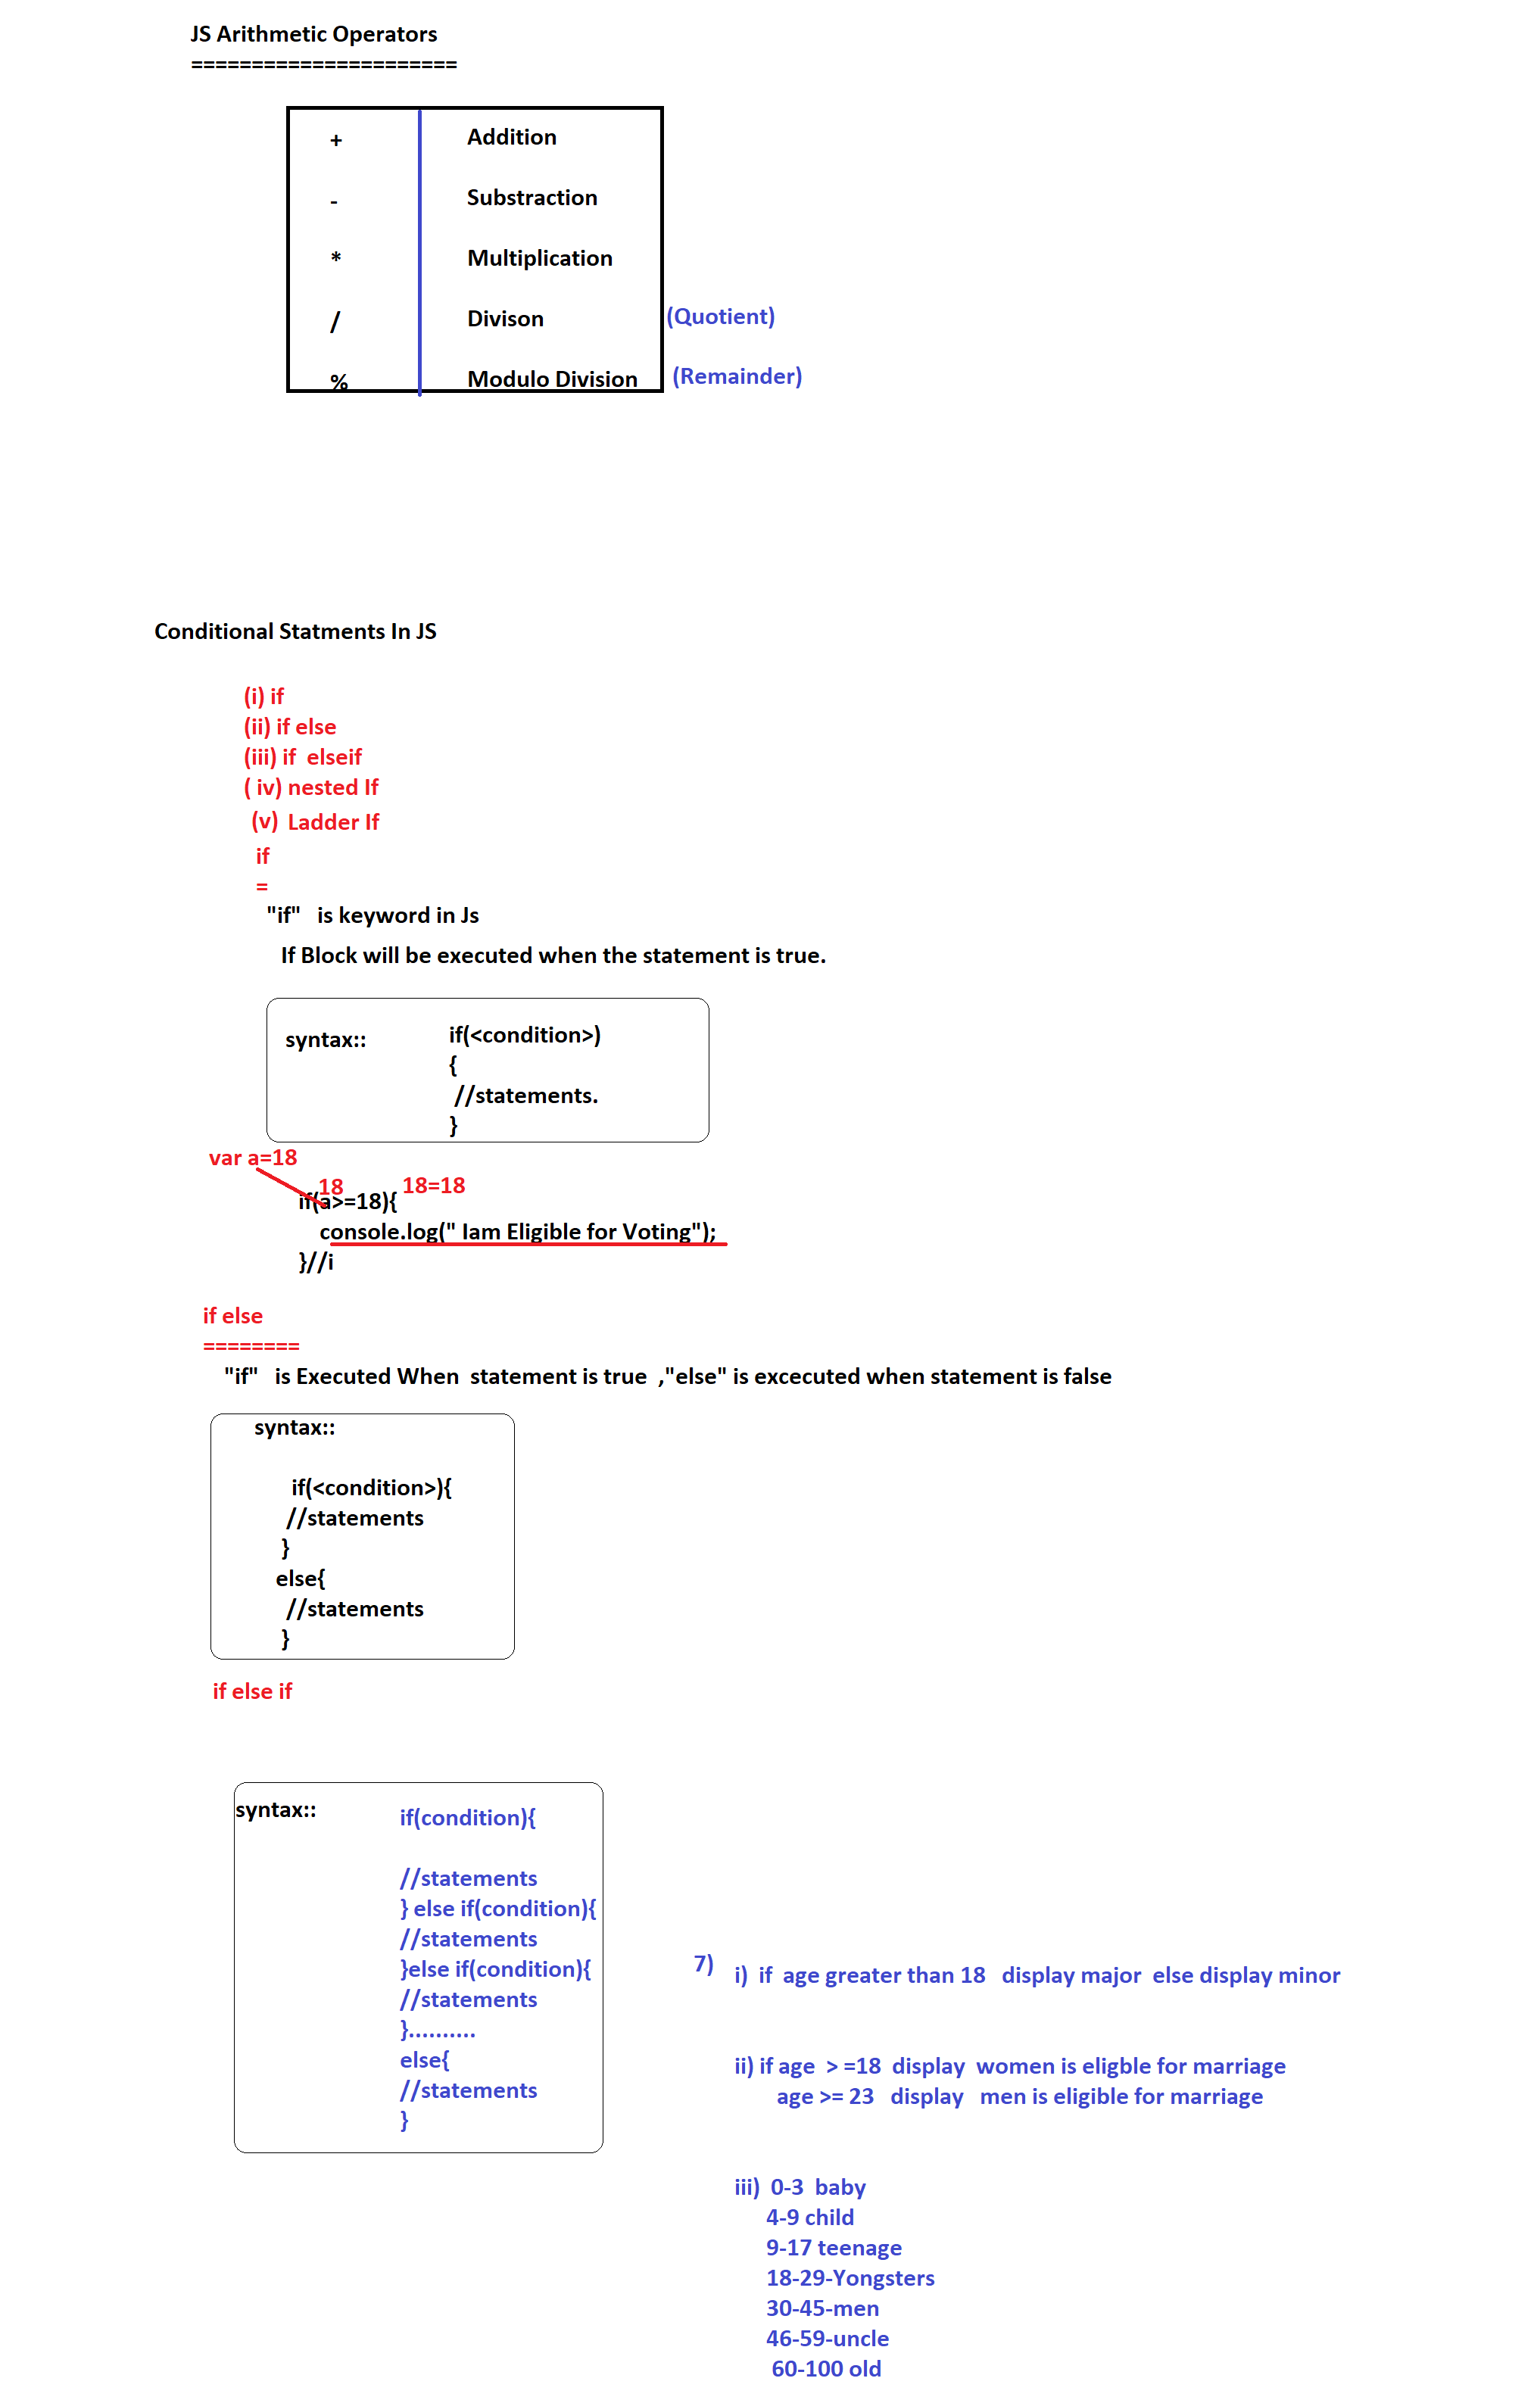 JS Arithmetic Operators
======================
+ Addition
- Substraction
* Multiplication
/ Divison (Quotient)
% Modulo Division (Remainder)
Conditional Statments In JS
(i) if
(ii) if else
(iii) if  elseif
( iv) nested If
(v) Ladder If
if
=
"if"   is keyword in Js
If Block will be executed when the statement is true.
syntax:: if(<condition>)
{
//statements.
}
var a=18
18 18=18
if(a>=18){
console.log(" Iam Eligible for Voting");
}//i
if else
========
"if"   is Executed When  statement is true  ,"else" is excecuted when statement is false
syntax::
if(<condition>){
//statements
}
else{
//statements
}
if else if
syntax:: if(condition){
//statements
} else if(condition){
//statements
}else if(condition){
//statements
}..........
else{
//statements
}
7) i)  if  age greater than 18   display major  else display minor
ii) if age  > =18  display  women is eligble for marriage
age >= 23   display   men is eligible for marriage
iii)  0-3  baby
4-9 child
9-17 teenage
18-29-Yongsters
30-45-men
46-59-uncle
60-100 old